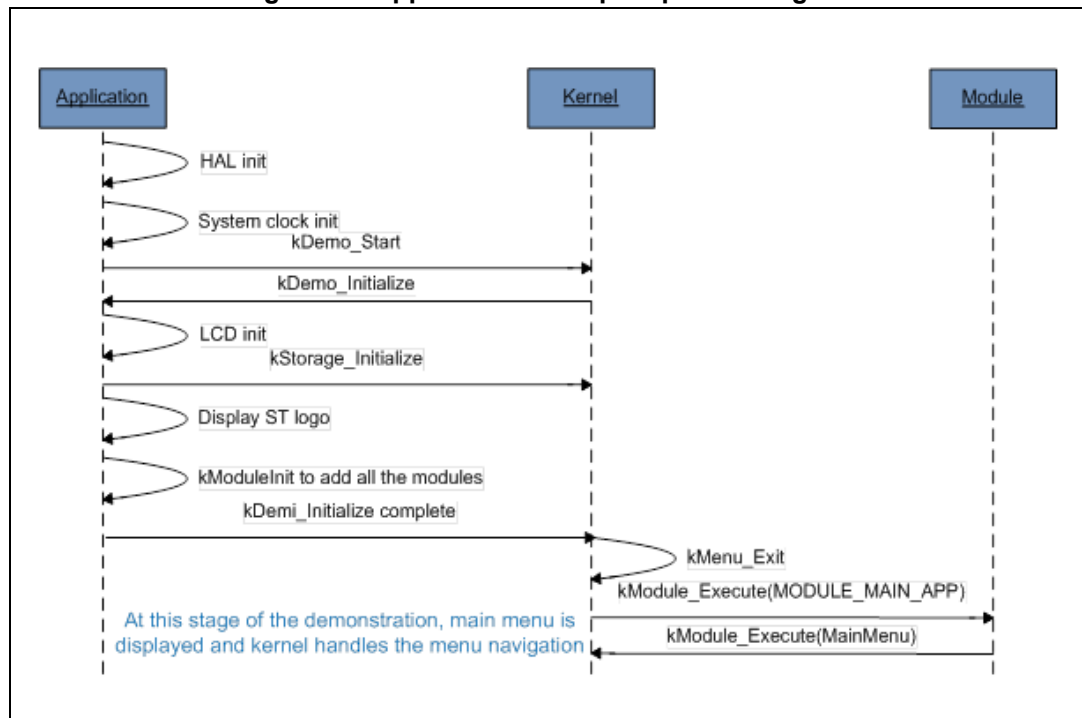 Application
Kernel
Module
HAL init
System clock init
kDemo_Start
kDemo_Initialize
LCD init
kStorage_Initialize
Display ST logo
kModuleInit to add all the modules
kDemi_Initialize complete
kMenu_Exit
kModule_Execute(MODULE_MAIN_APP)
At this stage of the demonstration, main menu is
displayed and kernel handles the menu navigation
kModule_Execute(MainMenu)